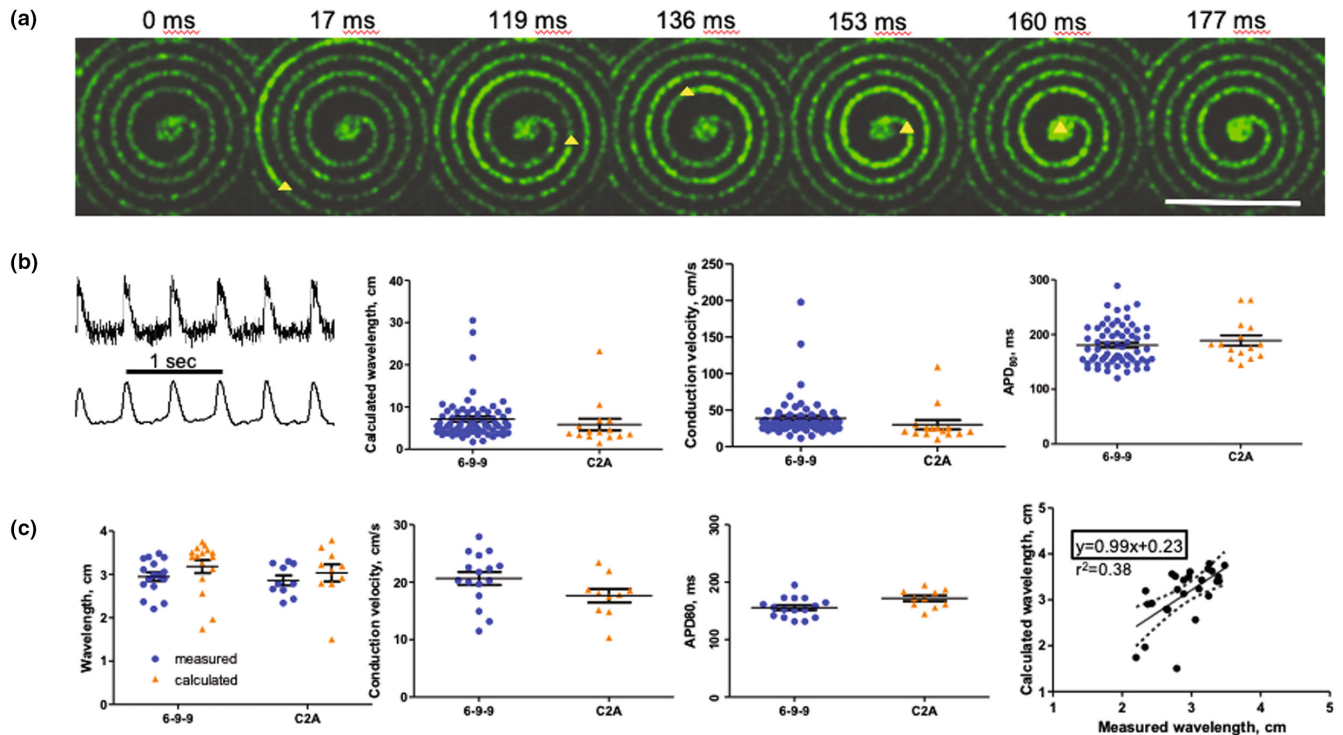 (a)
0 ms 17 ms 119 ms 136 ms 153 ms 160 ms 177 ms
(b)
1 sec
Calculated wavelength, cm
40
30
20
10
0
6-9-9 C2A
Conduction velocity, cm/s
250
200
150
100
50
0
6-9-9 C2A
APD80, ms
300
200
100
0
6-9-9 C2A
(c)
Wavelength, cm
4
3
2
1
0
measured
calculated
6-9-9 C2A
Conduction velocity, cm/s
30
20
10
0
6-9-9 C2A
APD80, ms
300
200
100
0
6-9-9 C2A
Calculated wavelength, cm
5
4
3
2
1
y=0.99x+0.23
r²=0.38
1 2 3 4 5
Measured wavelength, cm